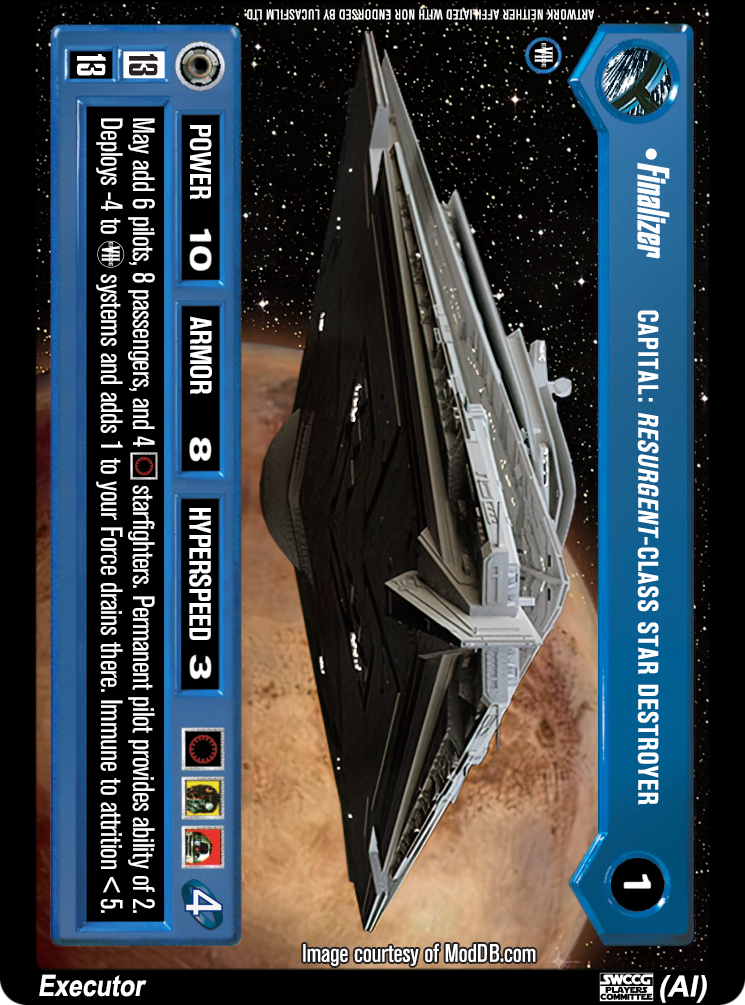 • Finalizer CAPITAL: RESURGENT-CLASS STAR DESTROYER 1
VII
ARTWORK NEITHER AFFILIATED WITH NOR ENDORSED BY LUCASFILM LTD.
POWER 10 ARMOR 8 HYPERSPEED 3 4
13 13
May add 6 pilots, 8 passengers, and 4 starfighters. Permanent pilot provides ability of 2.
Deploys -4 to VII systems and adds 1 to your Force drains there. Immune to attrition < 5.
Image courtesy of ModDB.com
Executor
SWCCG
PLAYERS
COMMITTEE
(AI)